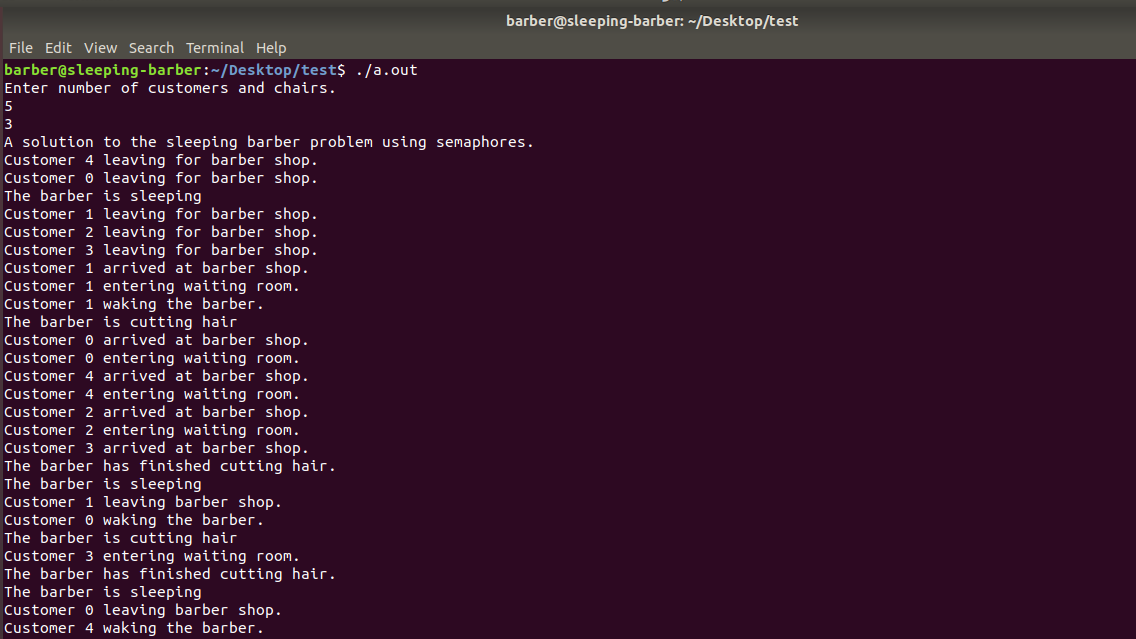 barber@sleeping-barber: ~/Desktop/test
File Edit View Search Terminal Help
barber@sleeping-barber:~/Desktop/test$ ./a.out
Enter number of customers and chairs.
5
3
A solution to the sleeping barber problem using semaphores.
Customer 4 leaving for barber shop.
Customer 0 leaving for barber shop.
The barber is sleeping
Customer 1 leaving for barber shop.
Customer 2 leaving for barber shop.
Customer 3 leaving for barber shop.
Customer 1 arrived at barber shop.
Customer 1 entering waiting room.
Customer 1 waking the barber.
The barber is cutting hair
Customer 0 arrived at barber shop.
Customer 0 entering waiting room.
Customer 4 arrived at barber shop.
Customer 4 entering waiting room.
Customer 2 arrived at barber shop.
Customer 2 entering waiting room.
Customer 3 arrived at barber shop.
The barber has finished cutting hair.
The barber is sleeping
Customer 1 leaving barber shop.
Customer 0 waking the barber.
The barber is cutting hair
Customer 3 entering waiting room.
The barber has finished cutting hair.
The barber is sleeping
Customer 0 leaving barber shop.
Customer 4 waking the barber.